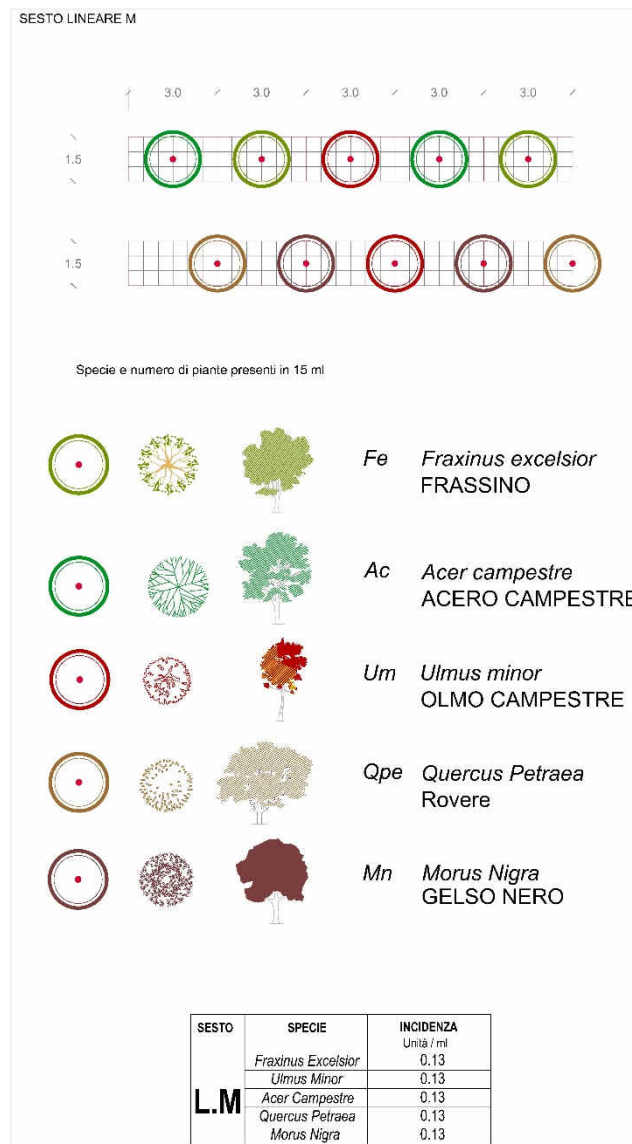 SESTO LINEARE M
3.0 3.0 3.0 3.0 3.0
1.5
1.5
Specie e numero di piante presenti in 15 ml
Fe Fraxinus excelsior
FRASSINO
Ac Acer campestre
ACERO CAMPESTRE
Um Ulmus minor
OLMO CAMPESTRE
Qpe Quercus Petraea
Rovere
Mn Morus Nigra
GELSO NERO
SESTO SPECIE INCIDENZA
Unità / ml
Fraxinus Excelsior 0.13
Ulmus Minor 0.13
L.M Acer Campestre 0.13
Quercus Petraea 0.13
Morus Nigra 0.13